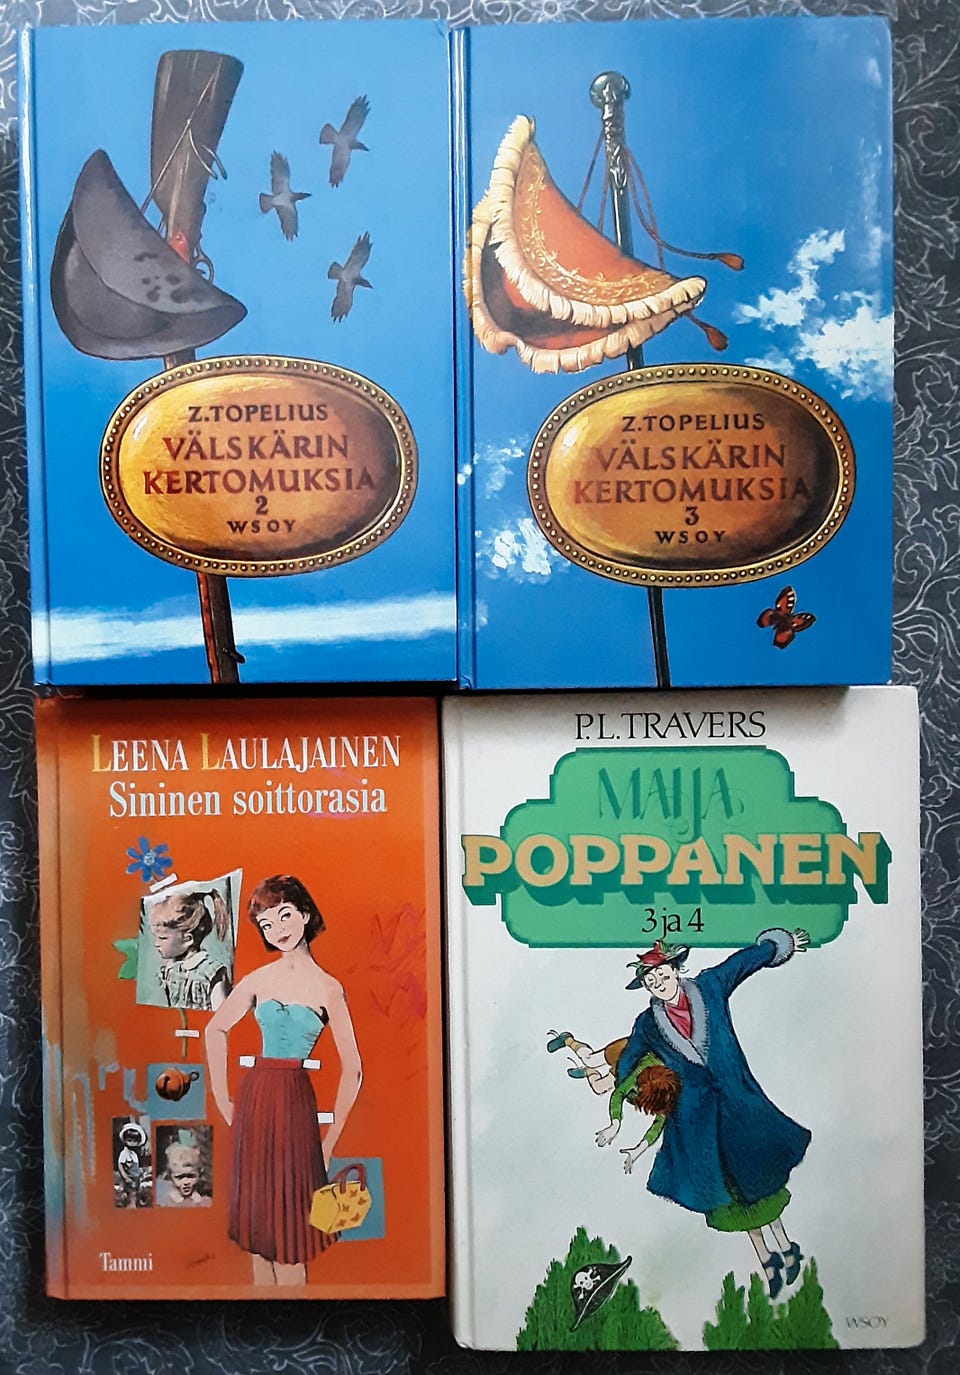 Z.TOPELIUS
VÄLSKÄRIN
KERTOMUKSIA
2
WSOY
Z.TOPELIUS
VÄLSKÄRIN
KERTOMUKSIA
3
WSOY
LEENA LAULAJAINEN
Sininen soittorasia
Tammi
P.L.TRAVERS
MAIJA
POPPANEN
3 ja 4
WSOY